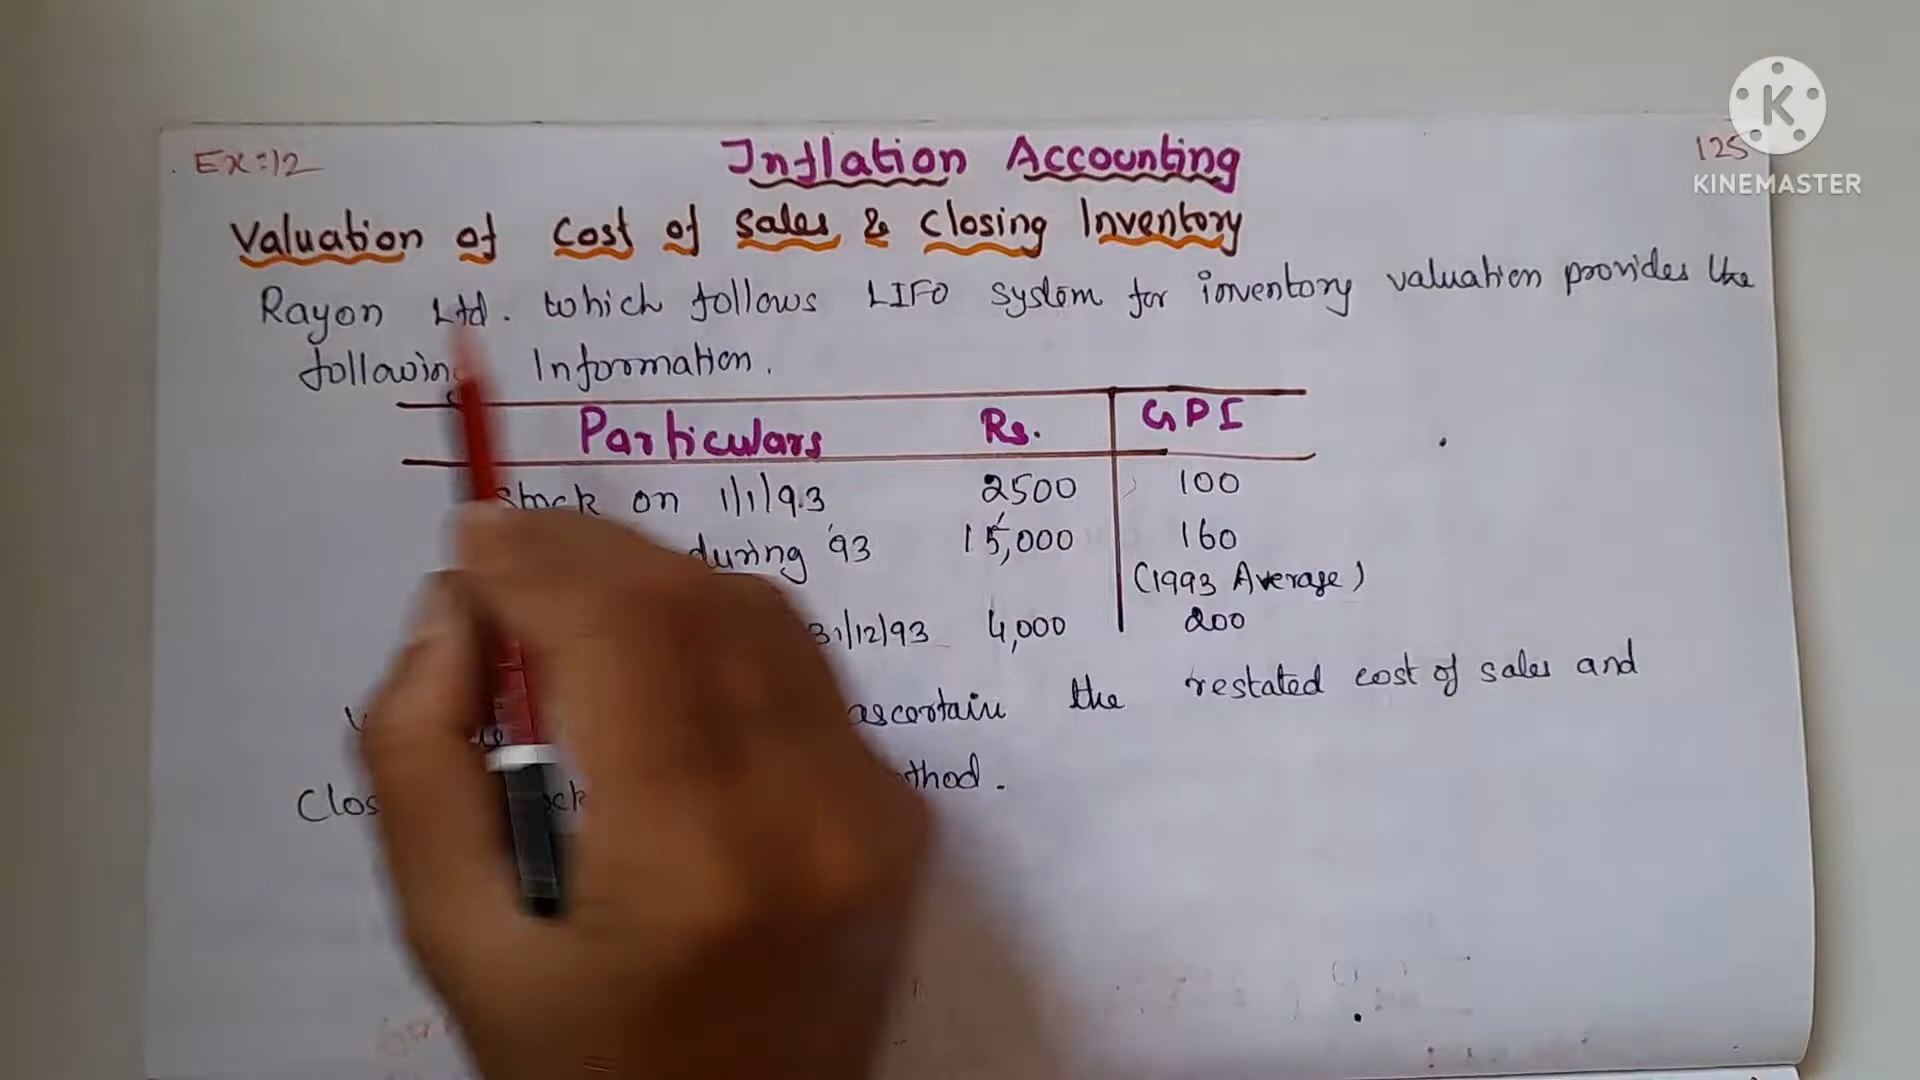 Ex:12
Inflation Accounting
125
KINEMASTER
Valuation of Cost of Sales & Closing Inventory
Rayon Ltd. which follows LIFO System for inventory valuation provides the
following Information.
Particulars Rs. GPI
Stock on 1/1/93 2500 100
during '93 15,000 160
(1993 Average)
31/12/93 4,000 200
ascertain the restated cost of sales and